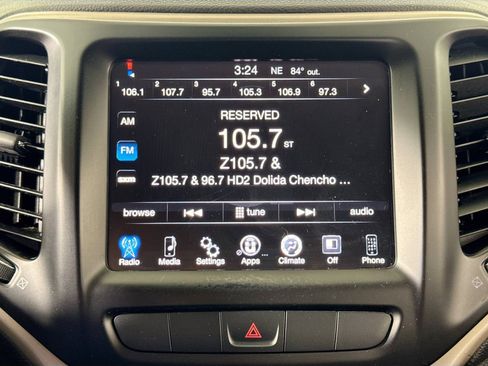 3:24 NE 84° out.
1 106.1 2 107.7 3 95.7 4 105.3 5 106.9 6 97.3
RESERVED
AM
105.7 ST
FM
Z105.7 &
sxm
Z105.7 & 96.7 HD2 Dolida Chencho ...
browse tune audio
Radio Media Settings Apps ... Climate Off Phone